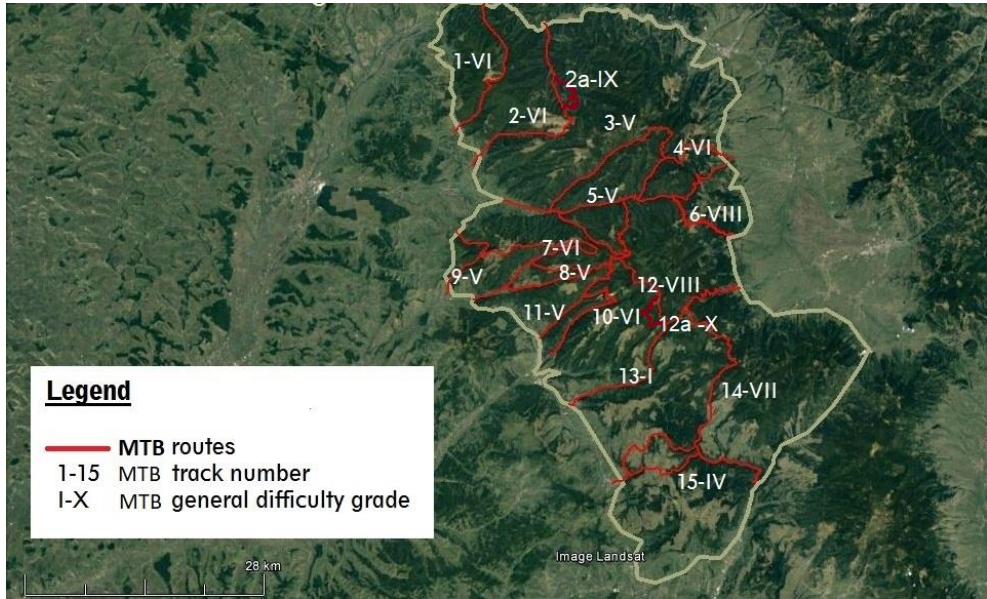 1-VI
2a-IX
2-VI
3-V
4-VI
5-V
6-VIII
7-VI
8-V
9-V
12-VIII
11-V
10-VI
12a -X
13-I
14-VII
15-IV
Legend
MTB routes
1-15 MTB track number
I-X MTB general difficulty grade
Image Landsat
28 km